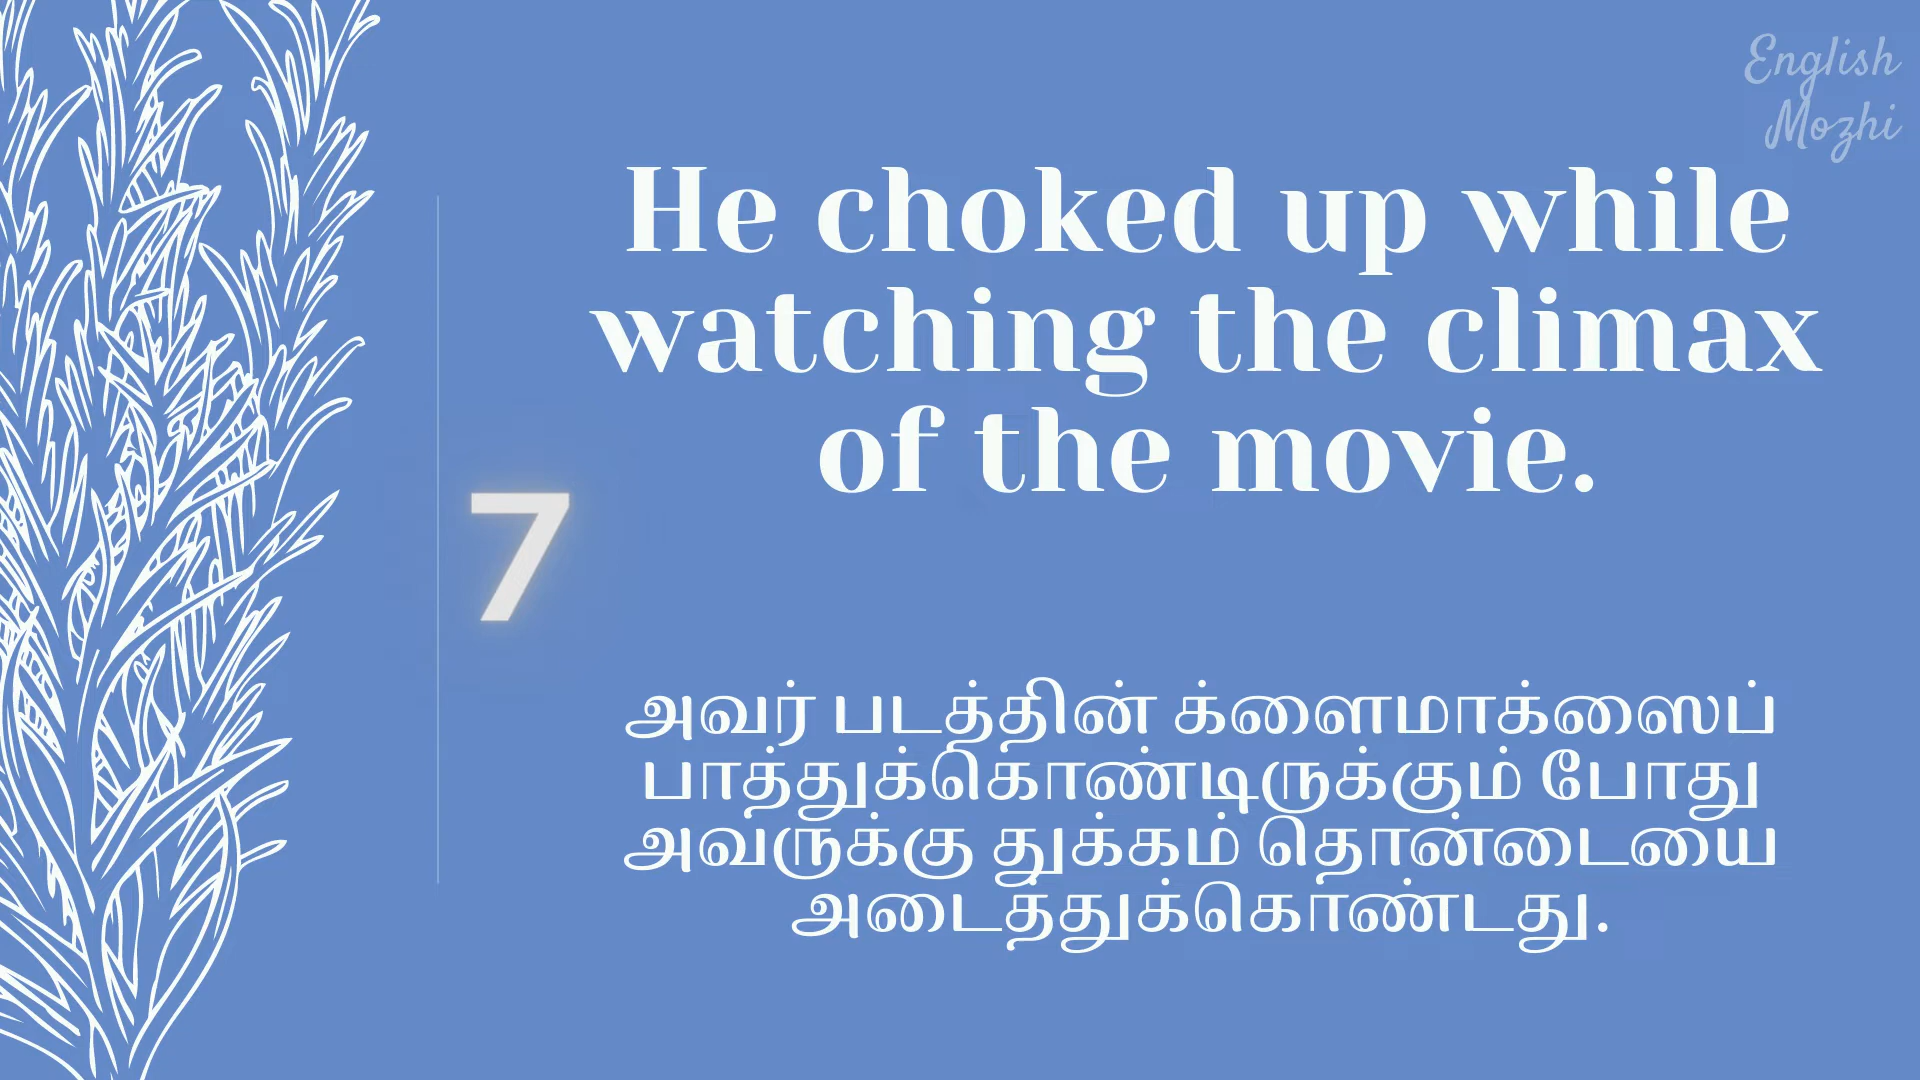 English
Mozhi
He choked up while
watching the climax
of the movie.
7
அவர் படத்தின் க்ளைமாக்ஸைப்
பாத்துக்கொண்டிருக்கும் போது
அவருக்கு துக்கம் தொன்டையை
அடைத்துக்கொண்டது.